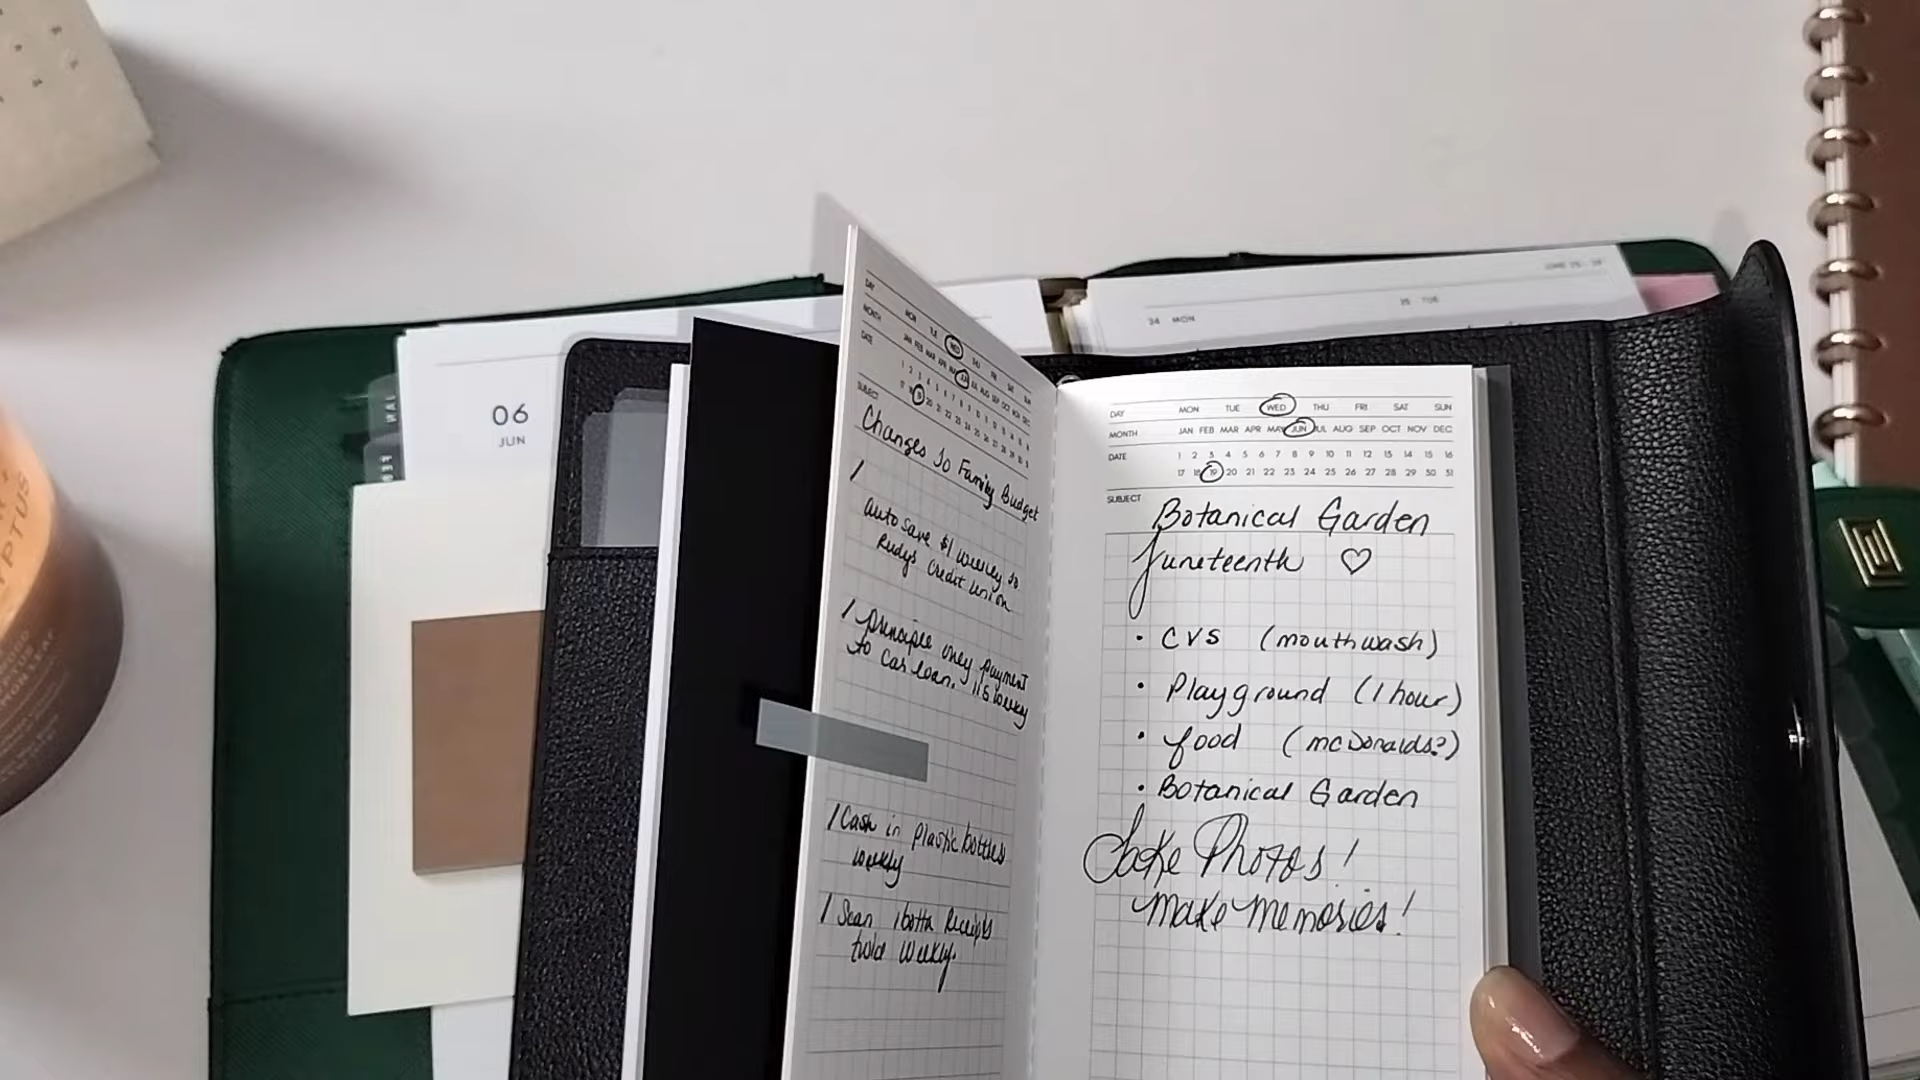 06
JUN
JAN
FEB
24 MON
25 TUE
DAY MON TUE WED THU FRI SAT SUN
MONTH JAN FEB MAR APR MAY JUN JUL AUG SEP OCT NOV DEC
DATE 1 2 3 4 5 6 7 8 9 10 11 12 13 14 15 16
17 18 19 20 21 22 23 24 25 26 27 28 29 30 31
SUBJECT
Changes to Family Budget
/
auto save $1 weekly to
Rudys Credit Union
/ principle only payment
to car loan. 115 weekly
/ Cash in plastic bottles
weekly
/ Scan ibotta Receipts
weekly.
DAY MON TUE WED THU FRI SAT SUN
MONTH JAN FEB MAR APR MAY JUN JUL AUG SEP OCT NOV DEC
DATE 1 2 3 4 5 6 7 8 9 10 11 12 13 14 15 16
17 18 19 20 21 22 23 24 25 26 27 28 29 30 31
SUBJECT
Botanical Garden
Juneteenth ♡
• CVS (mouthwash)
• Playground (1 hour)
• food (mcDonalds?)
• Botanical Garden
Take Photos!
make memories!